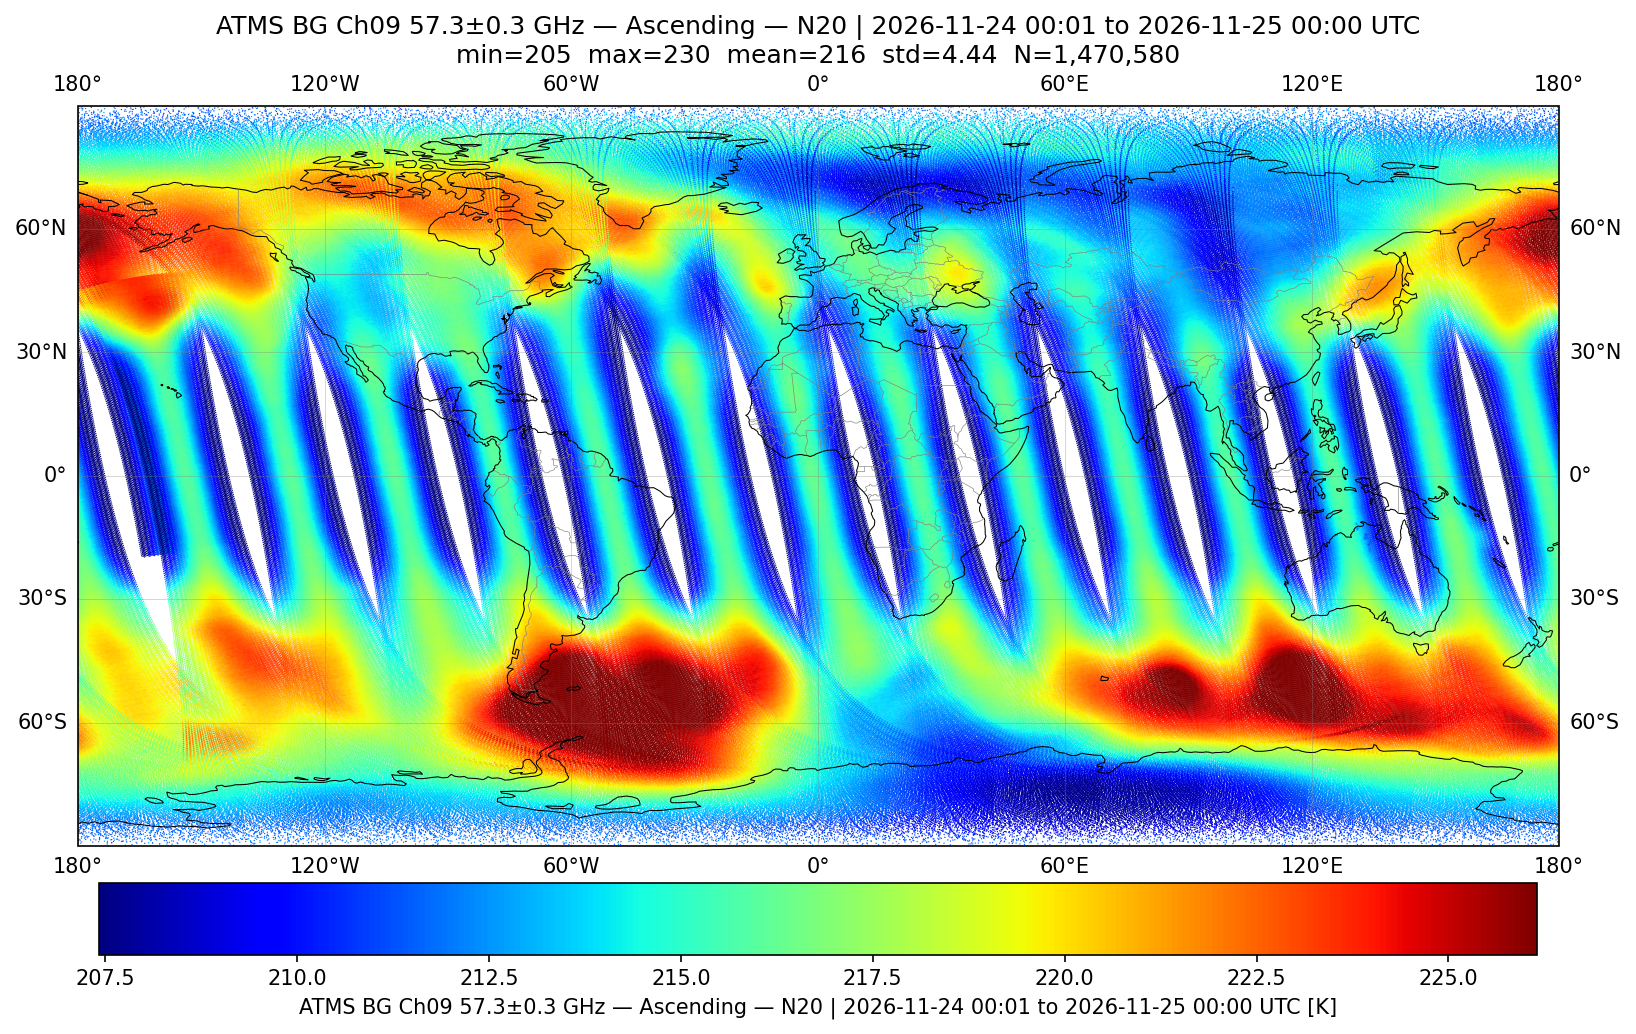 ATMS BG Ch09 57.3±0.3 GHz — Ascending — N20 | 2026-11-24 00:01 to 2026-11-25 00:00 UTC
min=205 max=230 mean=216 std=4.44 N=1,470,580
180° 120°W 60°W 0° 60°E 120°E 180°
60°N 60°N
30°N 30°N
0° 0°
30°S 30°S
60°S 60°S
180° 120°W 60°W 0° 60°E 120°E 180°
207.5 210.0 212.5 215.0 217.5 220.0 222.5 225.0
ATMS BG Ch09 57.3±0.3 GHz — Ascending — N20 | 2026-11-24 00:01 to 2026-11-25 00:00 UTC [K]